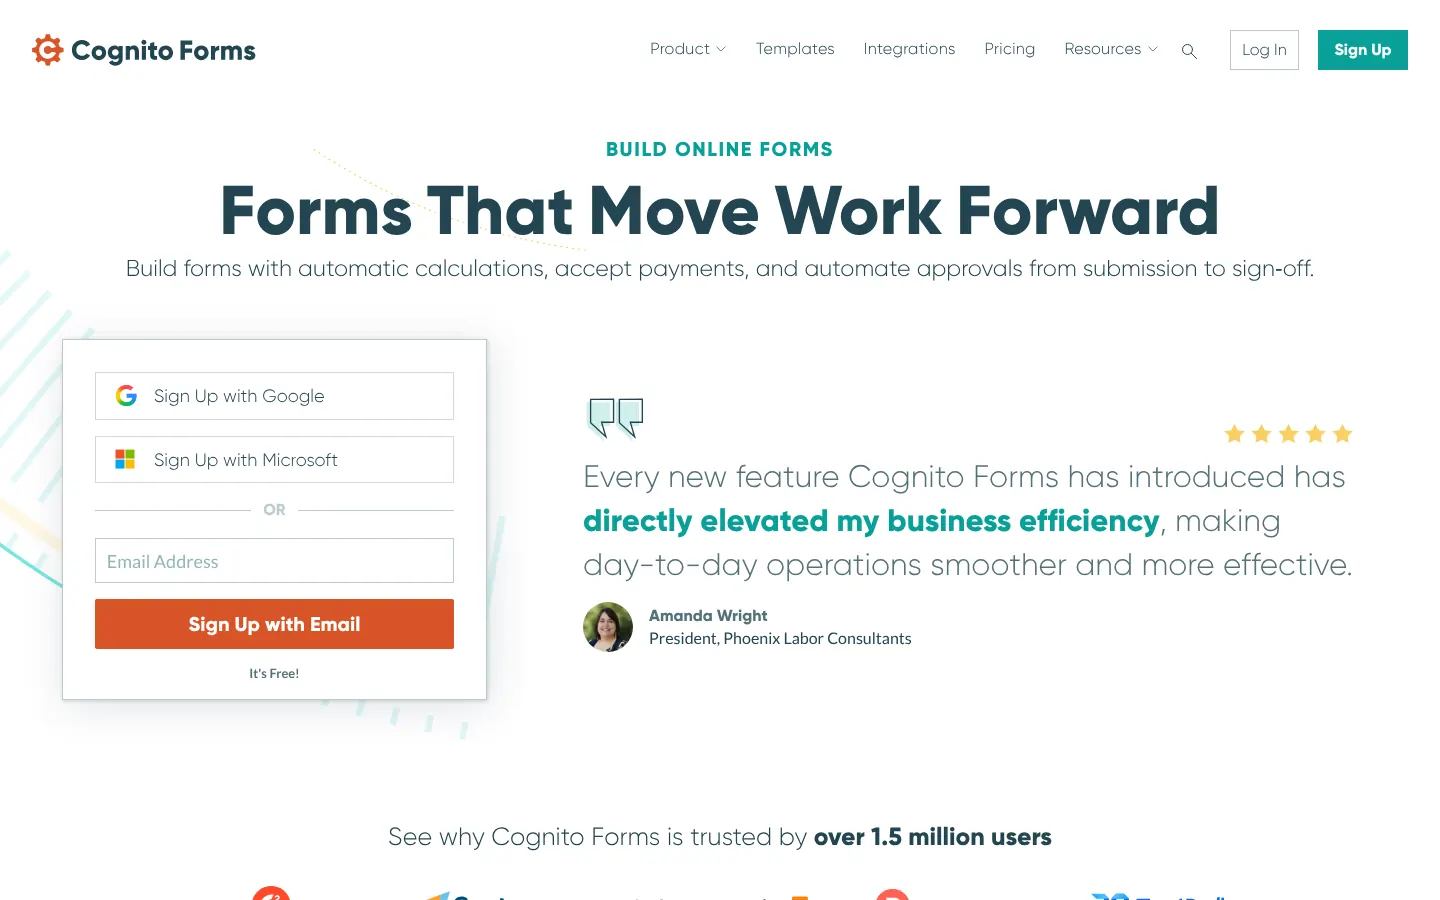 Cognito Forms
Product
Templates
Integrations
Pricing
Resources
Log In
Sign Up
BUILD ONLINE FORMS
Forms That Move Work Forward
Build forms with automatic calculations, accept payments, and automate approvals from submission to sign-off.
Sign Up with Google
Sign Up with Microsoft
OR
Email Address
Sign Up with Email
It's Free!
Every new feature Cognito Forms has introduced has
directly elevated my business efficiency, making
day-to-day operations smoother and more effective.
Amanda Wright
President, Phoenix Labor Consultants
See why Cognito Forms is trusted by over 1.5 million users